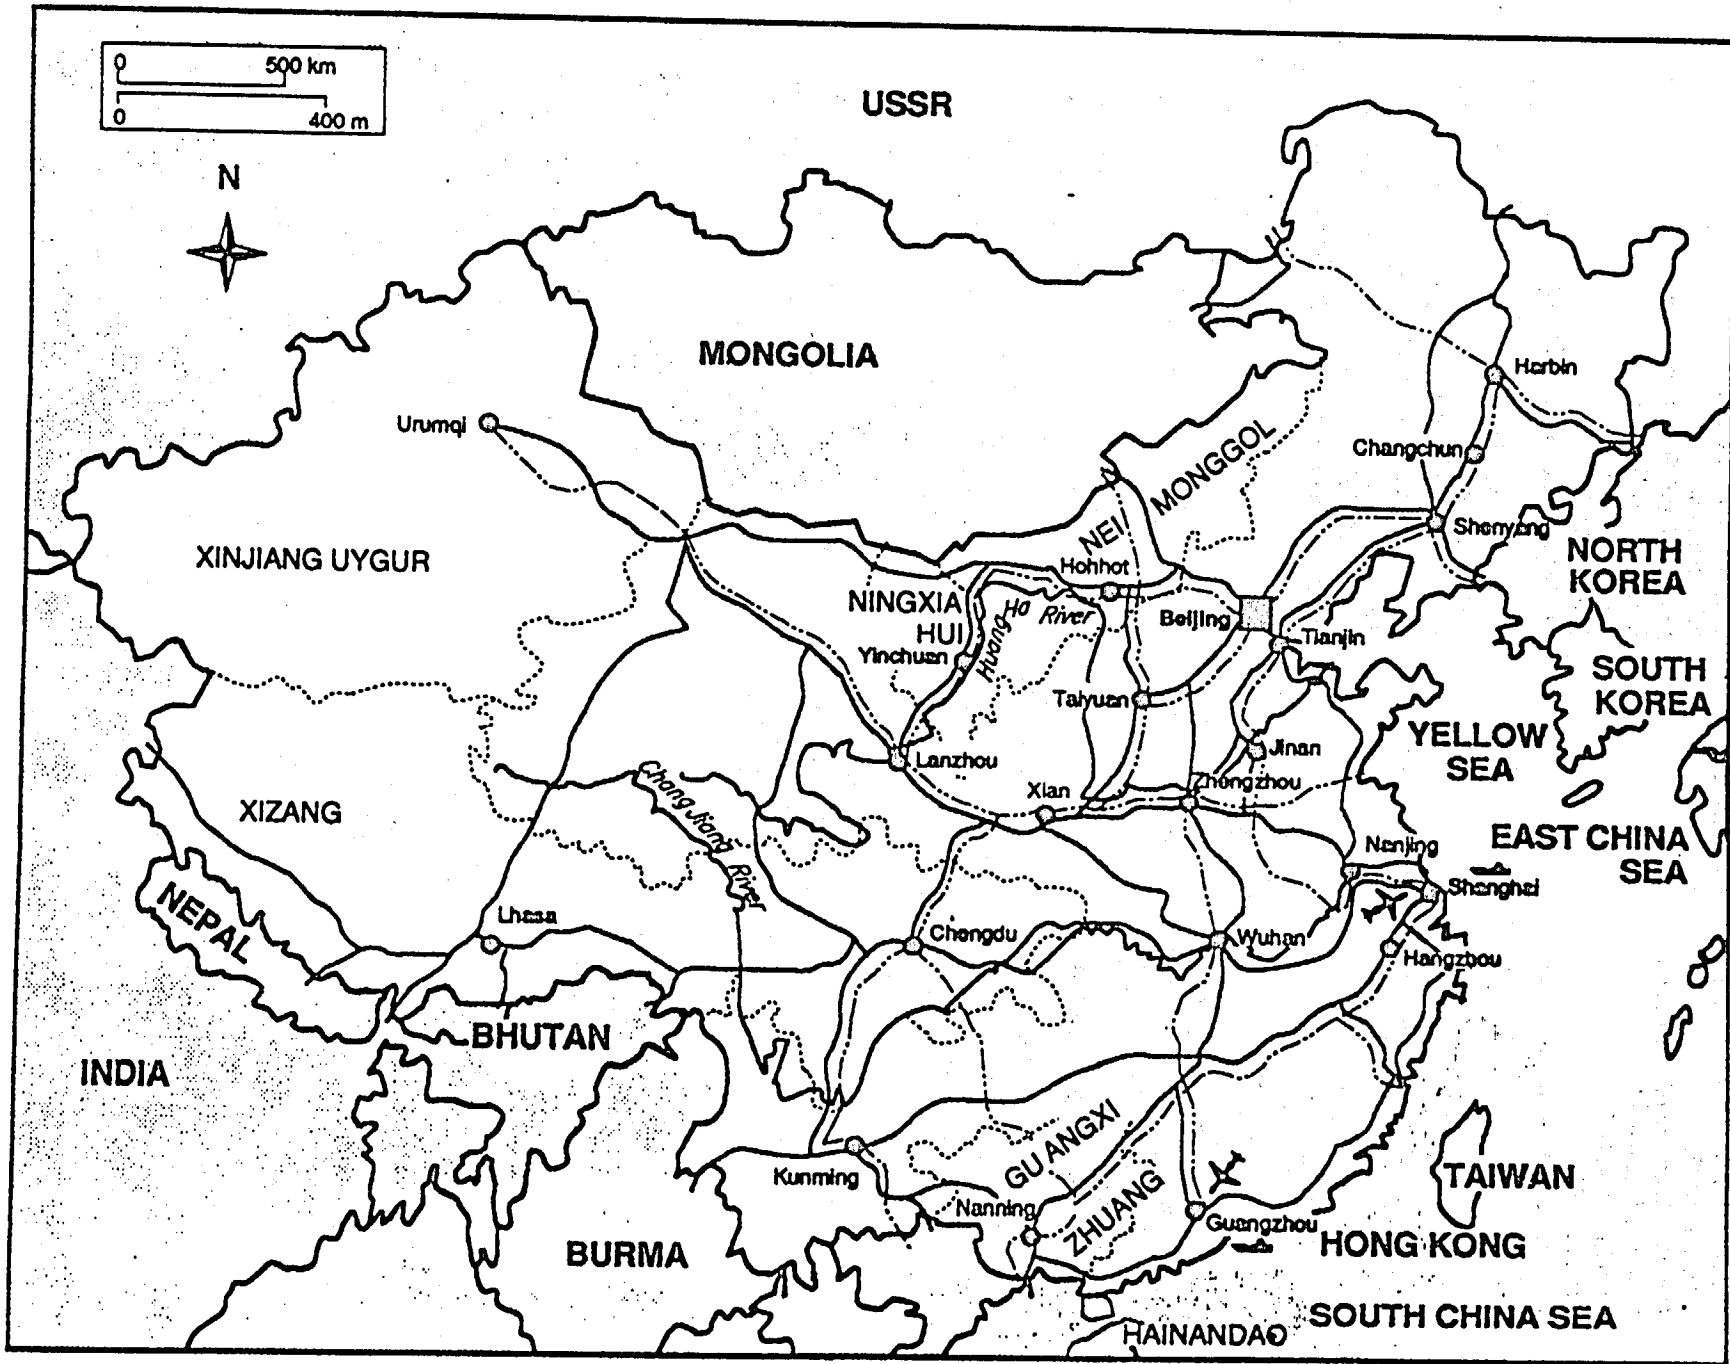 0 500 km
0 400 m
N
USSR
MONGOLIA
Harbin
Urumqi
Changchun
NEI
MONGGOL
Shenyang
XINJIANG UYGUR
NORTH
KOREA
Hohhot
NINGXIA
HUI
Huang Ho River
Beijing
Tianjin
Yinchuan
SOUTH
KOREA
Taiyuan
YELLOW
SEA
Lanzhou
Jinan
Zhengzhou
Xian
Chang Jiang River
XIZANG
EAST CHINA
SEA
Nanjing
Shanghai
NEPAL
Lhasa
Chengdu
Wuhan
Hangzhou
BHUTAN
INDIA
GUANGXI
ZHUANG
TAIWAN
Kunming
Nanning
Guangzhou
HONG KONG
BURMA
SOUTH CHINA SEA
HAINANDAO